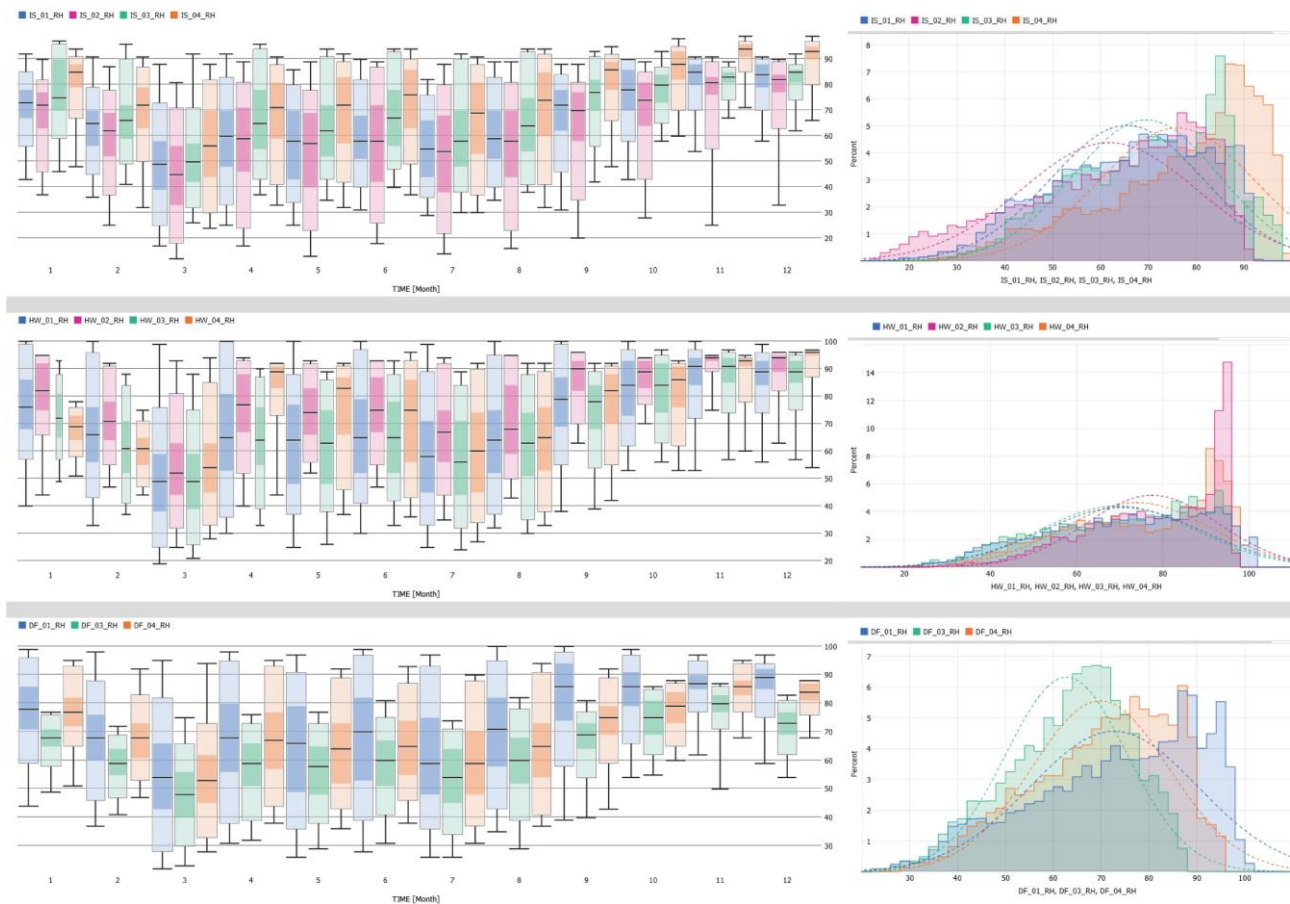 IS_01_RH IS_02_RH IS_03_RH IS_04_RH
90
80
70
60
50
40
30
20
1 2 3 4 5 6 7 8 9 10 11 12
TIME [Month]
IS_01_RH IS_02_RH IS_03_RH IS_04_RH
8
7
6
5
4
3
2
1
Percent
20 30 40 50 60 70 80 90
IS_01_RH, IS_02_RH, IS_03_RH, IS_04_RH
HW_01_RH HW_02_RH HW_03_RH HW_04_RH
100
90
80
70
60
50
40
30
20
1 2 3 4 5 6 7 8 9 10 11 12
TIME [Month]
HW_01_RH HW_02_RH HW_03_RH HW_04_RH
14
12
10
8
6
4
2
Percent
20 40 60 80 100
HW_01_RH, HW_02_RH, HW_03_RH, HW_04_RH
DF_01_RH DF_03_RH DF_04_RH
100
90
80
70
60
50
40
30
1 2 3 4 5 6 7 8 9 10 11 12
TIME [Month]
DF_01_RH DF_03_RH DF_04_RH
7
6
5
4
3
2
1
Percent
30 40 50 60 70 80 90 100
DF_01_RH, DF_03_RH, DF_04_RH